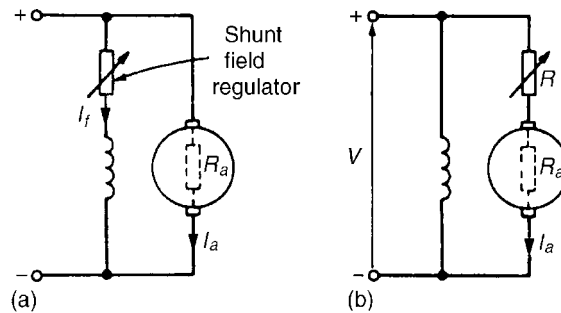 +
Shunt
field
regulator
I_f
R_a
I_a
−
(a)
+
R
V
R_a
I_a
−
(b)